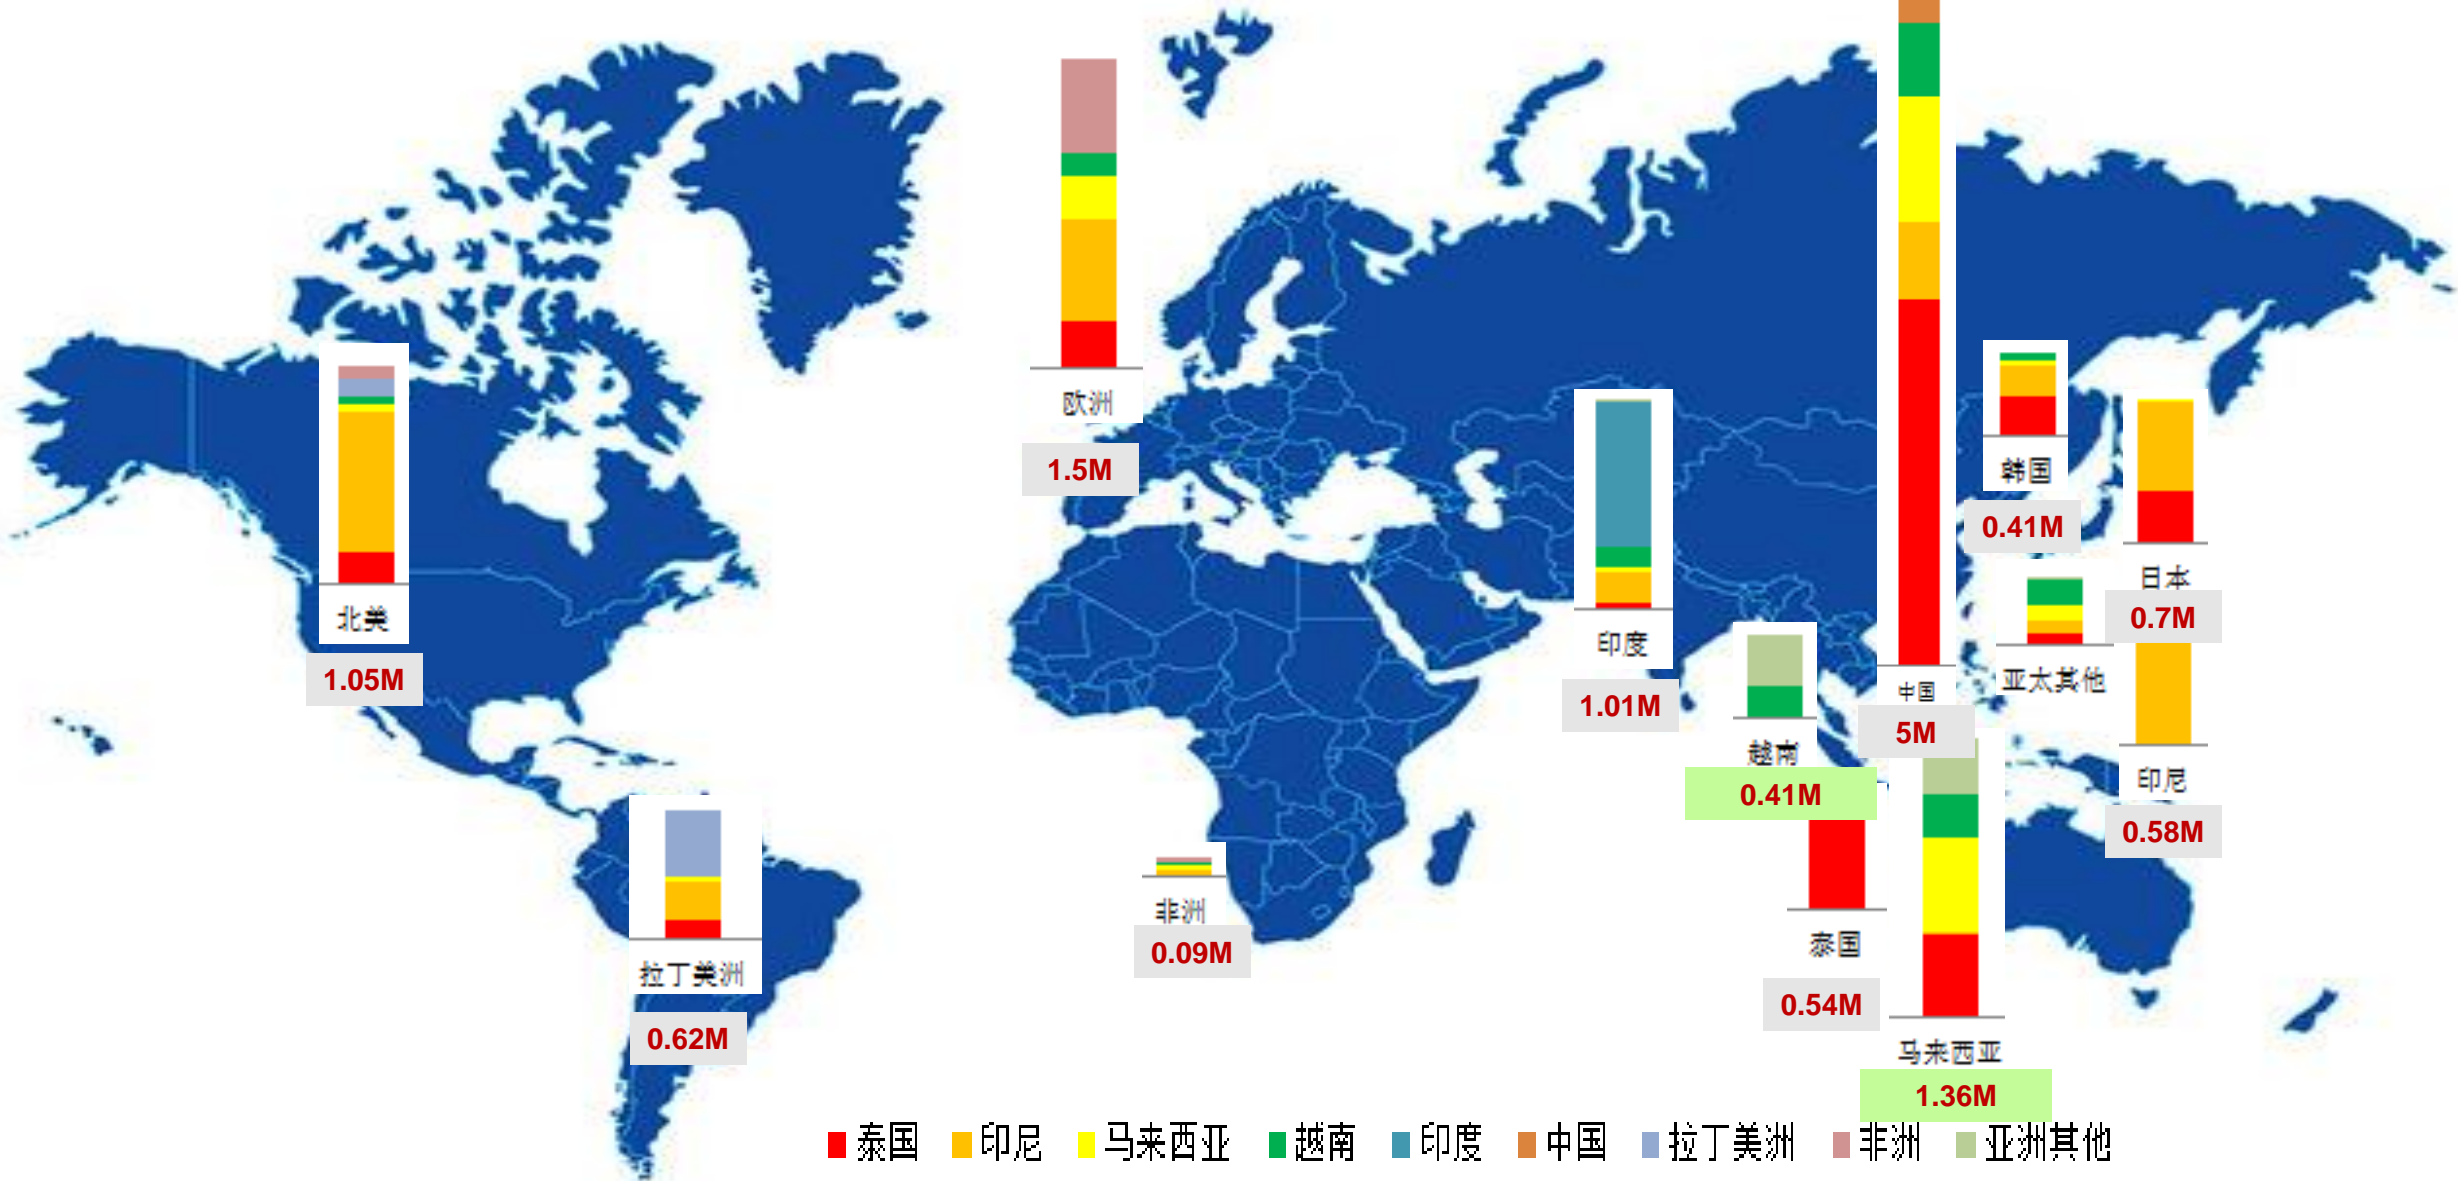 欧洲
1.5M
韩国
0.41M
日本
0.7M
北美
1.05M
印度
1.01M
亚太其他
中国
5M
越南
0.41M
印尼
0.58M
非洲
0.09M
泰国
0.54M
拉丁美洲
0.62M
马来西亚
1.36M
泰国 印尼 马来西亚 越南 印度 中国 拉丁美洲 非洲 亚洲其他